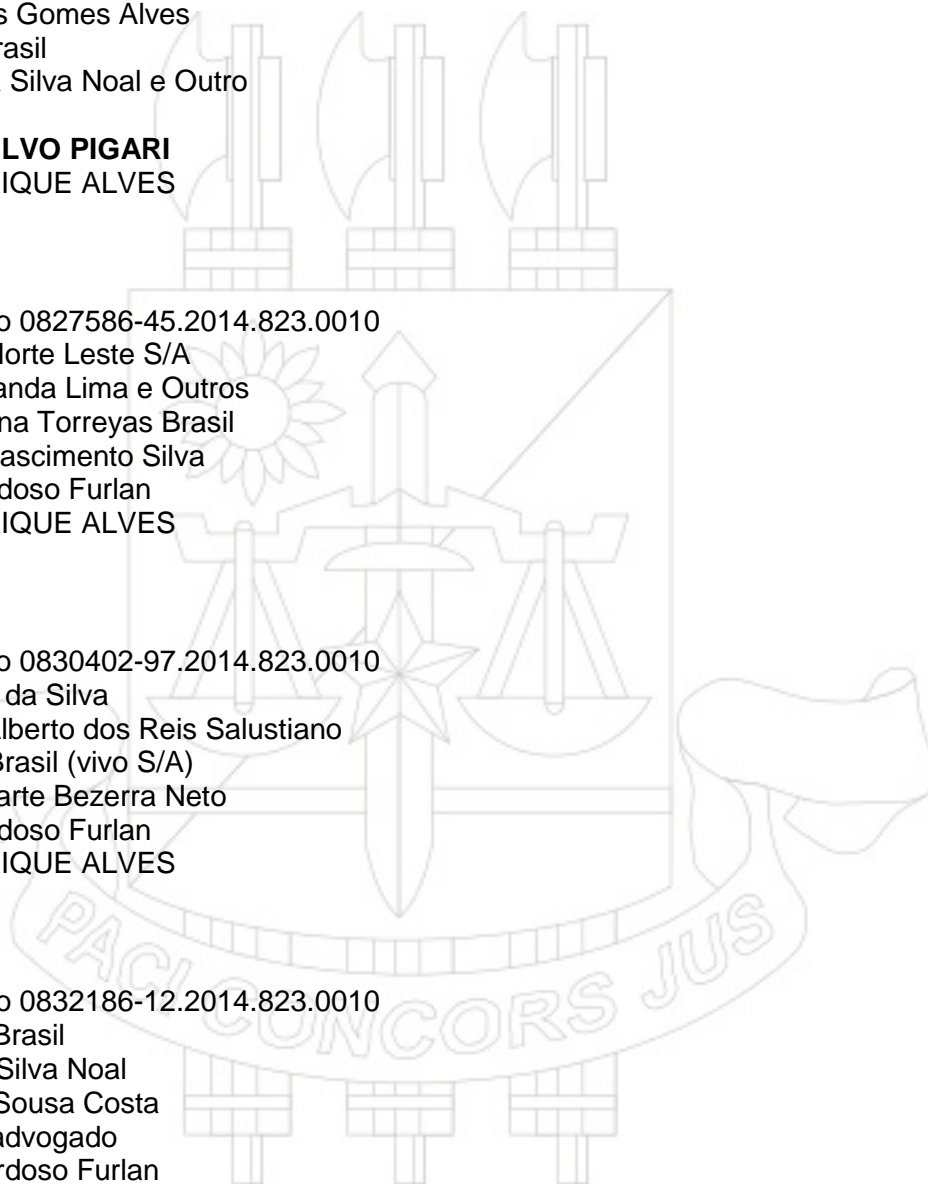 s Gomes Alves
rasil
Silva Noal e Outro
LVO PIGARI
IQUE ALVES
o 0827586-45.2014.823.0010
Norte Leste S/A
anda Lima e Outros
na Torreyas Brasil
ascimento Silva
doso Furlan
IQUE ALVES
o 0830402-97.2014.823.0010
da Silva
lberto dos Reis Salustiano
Brasil (vivo S/A)
arte Bezerra Neto
doso Furlan
IQUE ALVES
PACI CONCORS JUS
o 0832186-12.2014.823.0010
Brasil
Silva Noal
Sousa Costa
advogado
rdoso Furlan